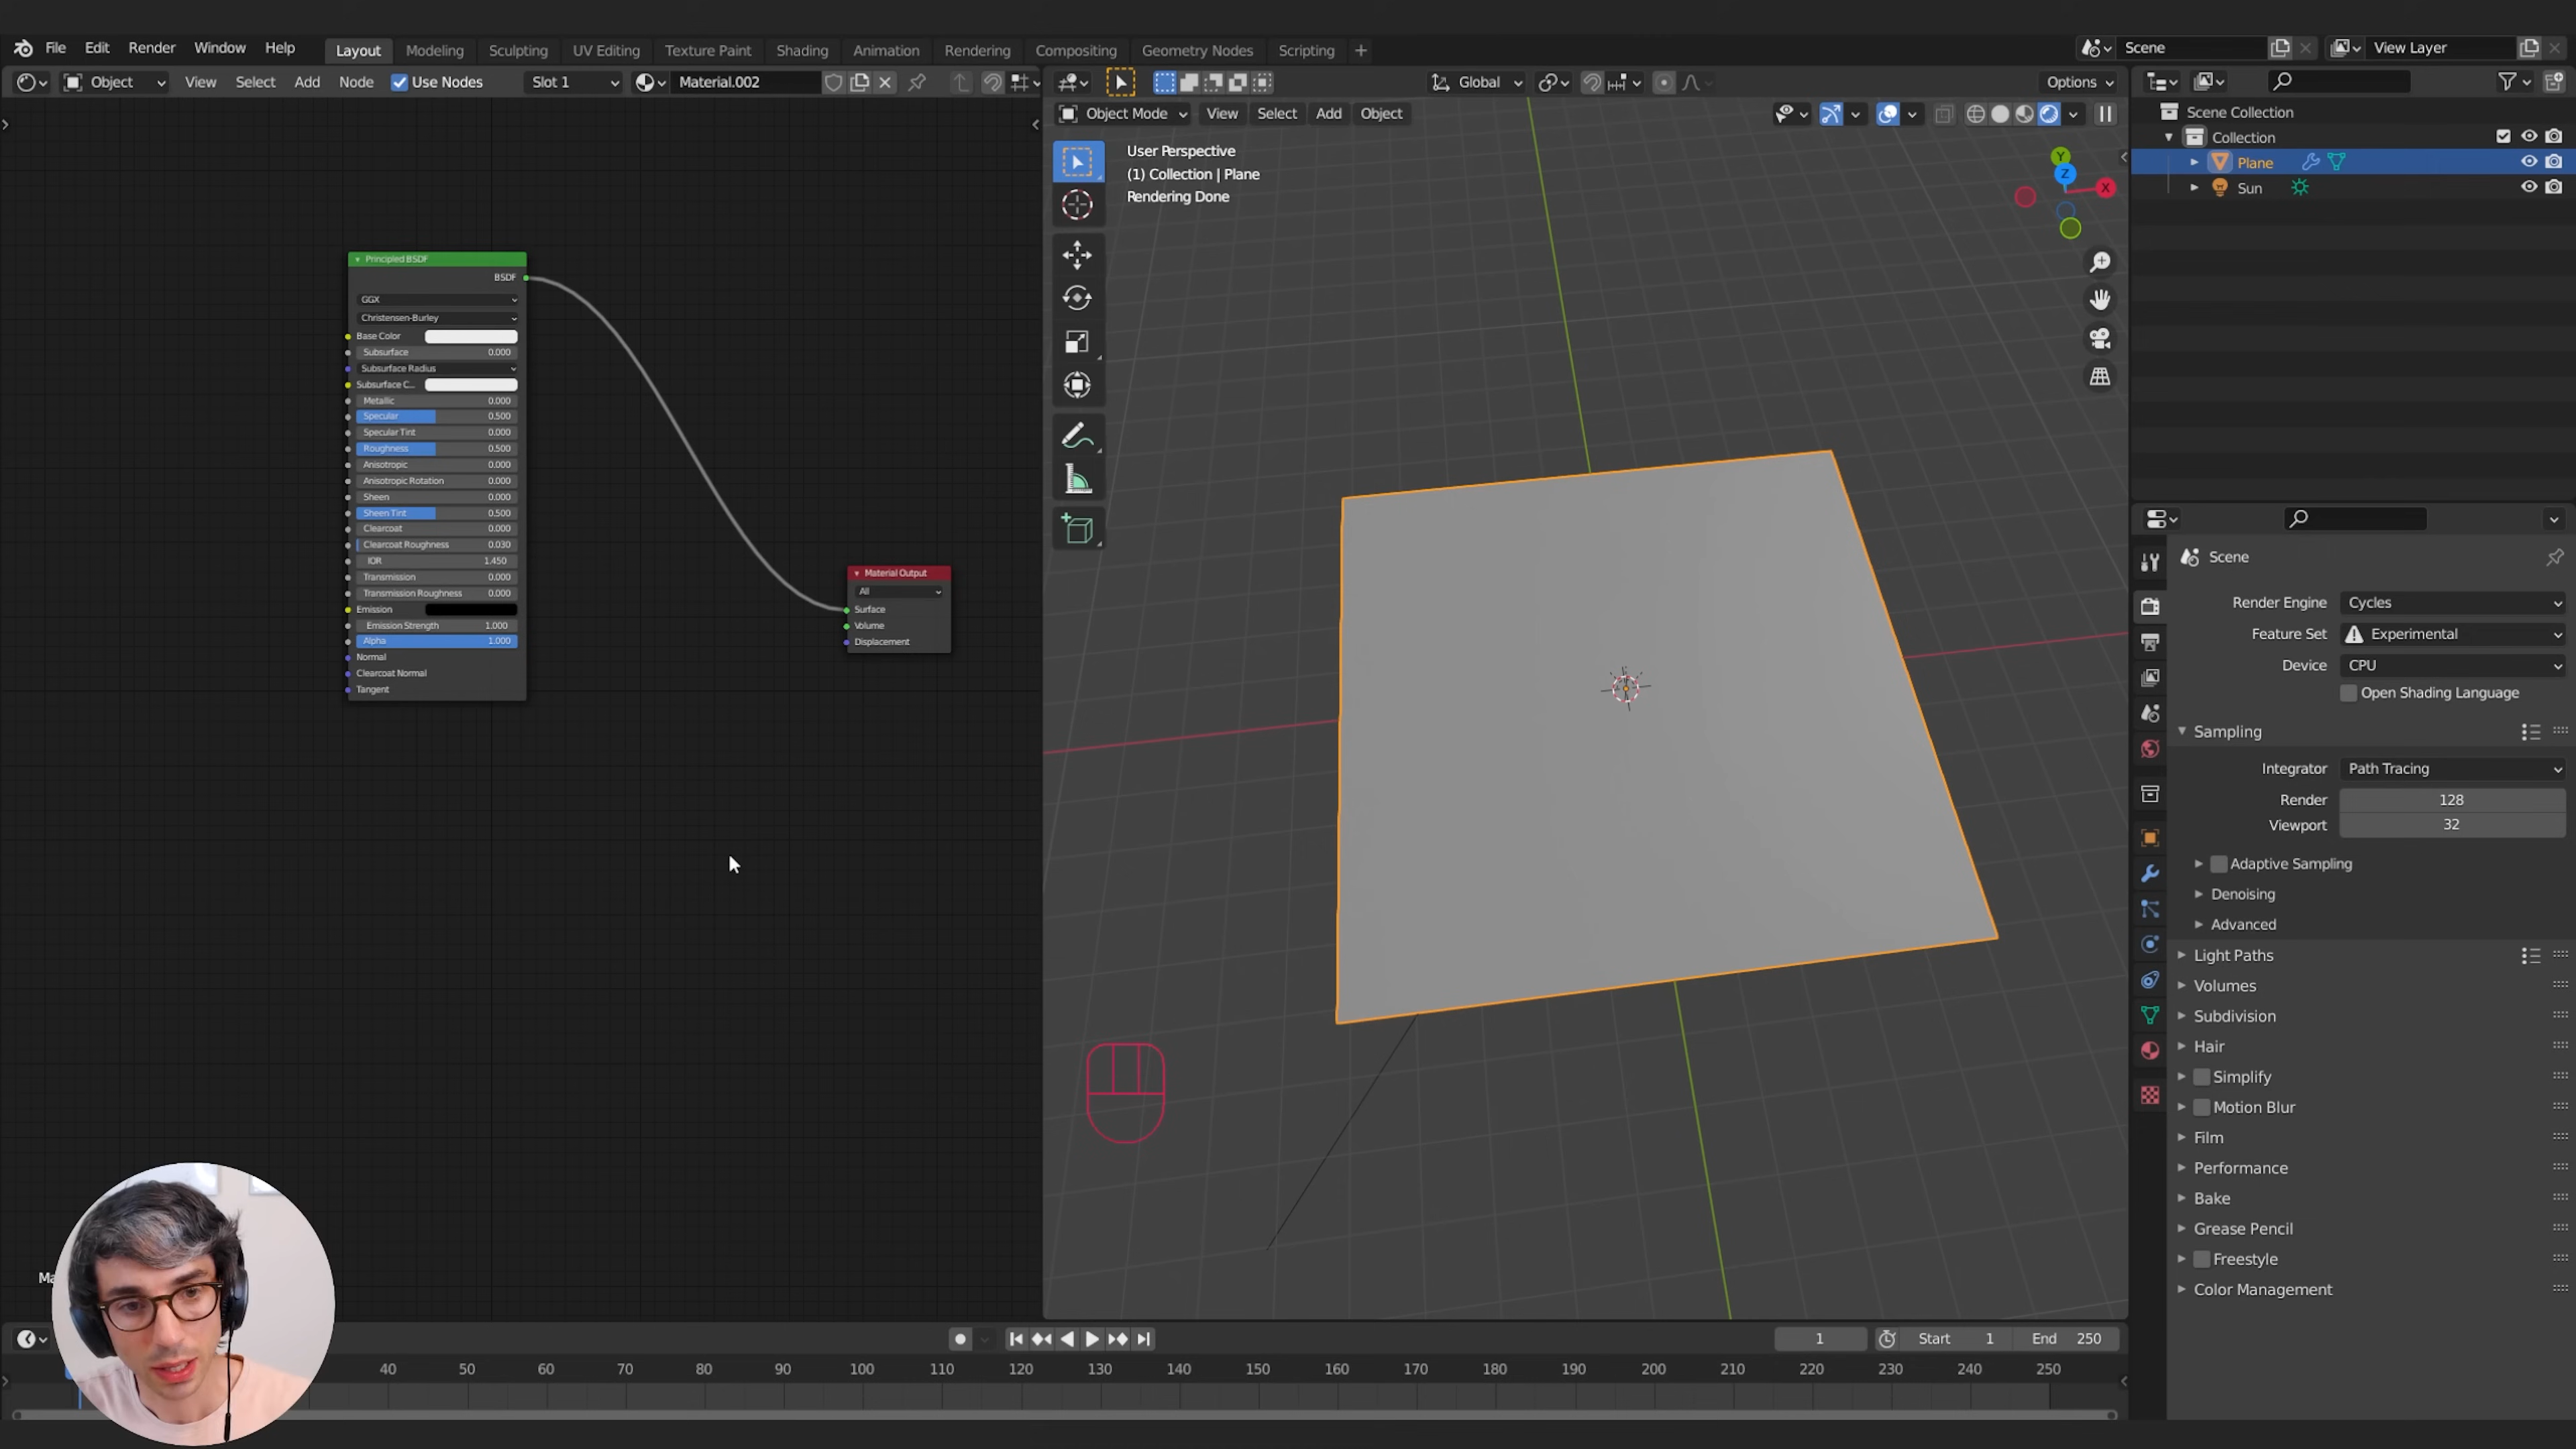 File Edit Render Window Help Layout Modeling Sculpting UV Editing Texture Paint Shading Animation Rendering Compositing Geometry Nodes Scripting + Scene View Layer
Object View Select Add Node Use Nodes Slot 1 Material.002 Global Options
Object Mode View Select Add Object
User Perspective
(1) Collection | Plane
Rendering Done
Y
Z
X
Principled BSDF
BSDF
GGX
Christensen-Burley
Base Color
Subsurface 0.000
Subsurface Radius
Subsurface C...
Metallic 0.000
Specular 0.500
Specular Tint 0.000
Roughness 0.500
Anisotropic 0.000
Anisotropic Rotation 0.000
Sheen 0.000
Sheen Tint 0.500
Clearcoat 0.000
Clearcoat Roughness 0.030
IOR 1.450
Transmission 0.000
Transmission Roughness 0.000
Emission
Emission Strength 1.000
Alpha 1.000
Normal
Clearcoat Normal
Tangent
Material Output
All
Surface
Volume
Displacement
Scene Collection
Collection
Plane
Sun
Scene
Render Engine Cycles
Feature Set Experimental
Device CPU
Open Shading Language
Sampling
Integrator Path Tracing
Render 128
Viewport 32
Adaptive Sampling
Denoising
Advanced
Light Paths
Volumes
Subdivision
Hair
Simplify
Motion Blur
Film
Performance
Bake
Grease Pencil
Freestyle
Color Management
1 Start 1 End 250
40 50 60 70 80 90 100 110 120 130 140 150 160 170 180 190 200 210 220 230 240 250